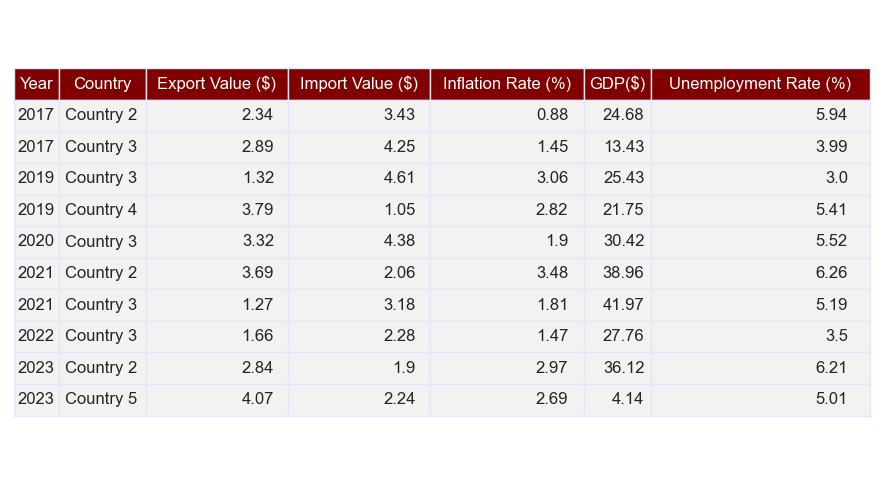 Year Country Export Value ($) Import Value ($) Inflation Rate (%) GDP($) Unemployment Rate (%)
2017 Country 2 2.34 3.43 0.88 24.68 5.94
2017 Country 3 2.89 4.25 1.45 13.43 3.99
2019 Country 3 1.32 4.61 3.06 25.43 3.0
2019 Country 4 3.79 1.05 2.82 21.75 5.41
2020 Country 3 3.32 4.38 1.9 30.42 5.52
2021 Country 2 3.69 2.06 3.48 38.96 6.26
2021 Country 3 1.27 3.18 1.81 41.97 5.19
2022 Country 3 1.66 2.28 1.47 27.76 3.5
2023 Country 2 2.84 1.9 2.97 36.12 6.21
2023 Country 5 4.07 2.24 2.69 4.14 5.01